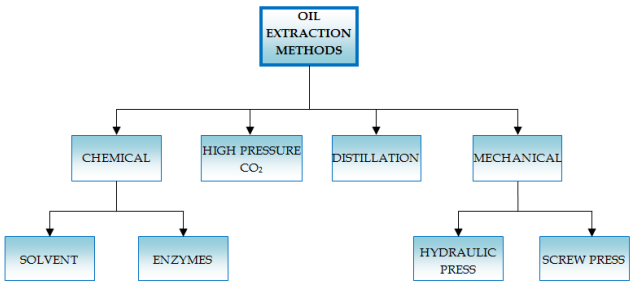 OIL
EXTRACTION
METHODS
CHEMICAL
HIGH PRESSURE
CO₂
DISTILLATION
MECHANICAL
SOLVENT
ENZYMES
HYDRAULIC
PRESS
SCREW PRESS